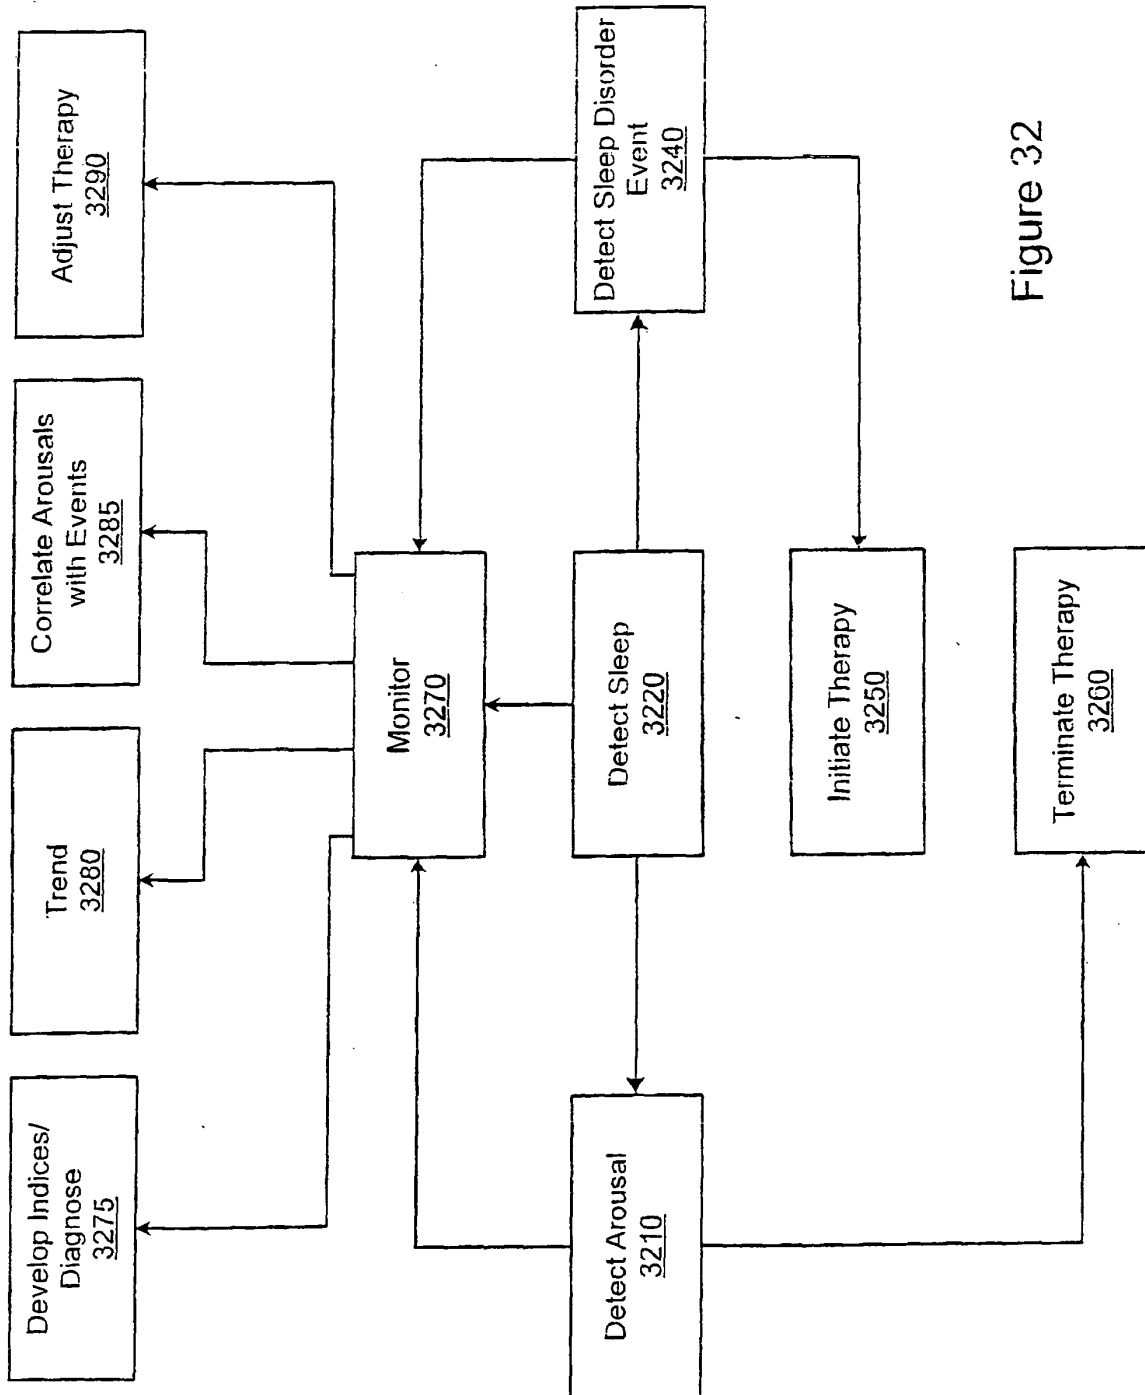 Develop Indices/
Diagnose
3275
Trend
3280
Correlate Arousals
with Events
3285
Adjust Therapy
3290
Monitor
3270
Detect Arousal
3210
Detect Sleep
3220
Detect Sleep Disorder
Event
3240
Initiate Therapy
3250
Terminate Therapy
3260
Figure 32